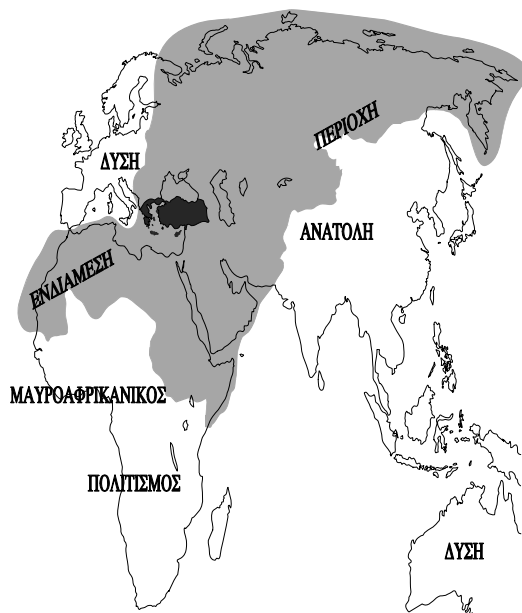 ΠΕΡΙΟΧΗ
ΔΥΣΗ
ΑΝΑΤΟΛΗ
ΕΝΔΙΑΜΕΣΗ
ΜΑΥΡΟΑΦΡΙΚΑΝΙΚΟΣ
ΠΟΛΙΤΙΣΜΟΣ
ΔΥΣΗ